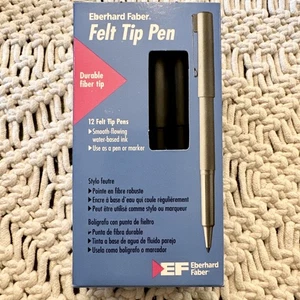 Eberhard Faber®
Felt Tip Pen
Durable
fiber tip
12 Felt Tip Pens
Smooth-flowing
water-based ink
Use as a pen or marker
Stylo feutre
Pointe en fibre robuste
Encre à base d'eau qui coule régulièrement
Peut être utilisé comme stylo ou marqueur
Bolígrafo con punta de fieltro
Punta de fibra durable
Tinta a base de agua de fluido parejo
Uselo como bolígrafo o marcador
EF
Eberhard
Faber®